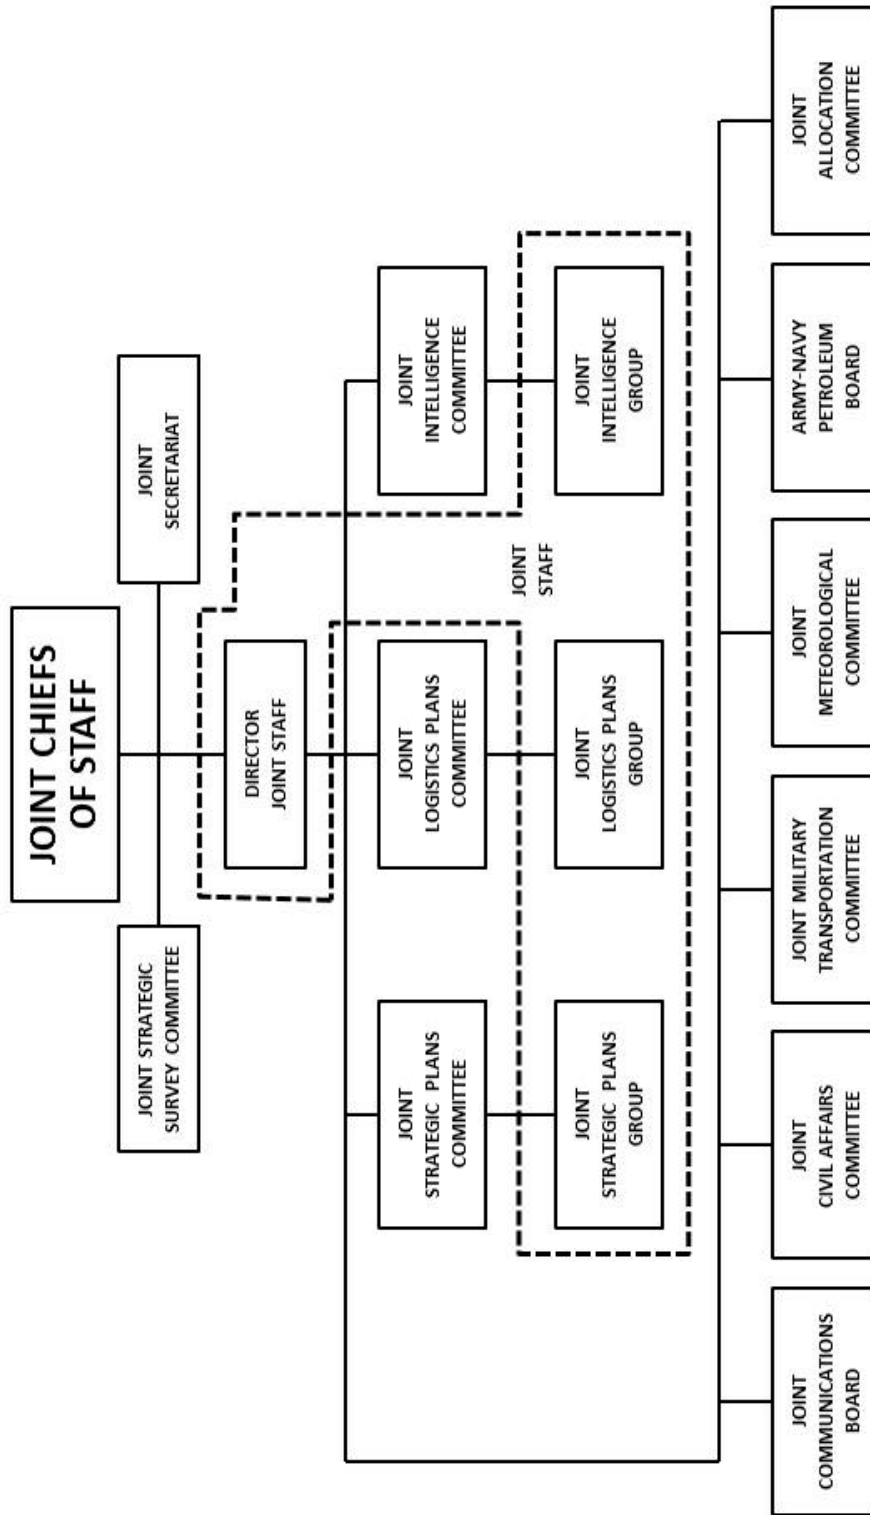 JOINT CHIEFS
OF STAFF
JOINT STRATEGIC
SURVEY COMMITTEE
JOINT
SECRETARIAT
DIRECTOR
JOINT STAFF
JOINT
STRATEGIC PLANS
COMMITTEE
JOINT
LOGISTICS PLANS
COMMITTEE
JOINT
INTELLIGENCE
COMMITTEE
JOINT
STAFF
JOINT
STRATEGIC PLANS
GROUP
JOINT
LOGISTICS PLANS
GROUP
JOINT
INTELLIGENCE
GROUP
JOINT
COMMUNICATIONS
BOARD
JOINT
CIVIL AFFAIRS
COMMITTEE
JOINT MILITARY
TRANSPORTATION
COMMITTEE
JOINT
METEOROLOGICAL
COMMITTEE
ARMY-NAVY
PETROLEUM
BOARD
JOINT
ALLOCATION
COMMITTEE